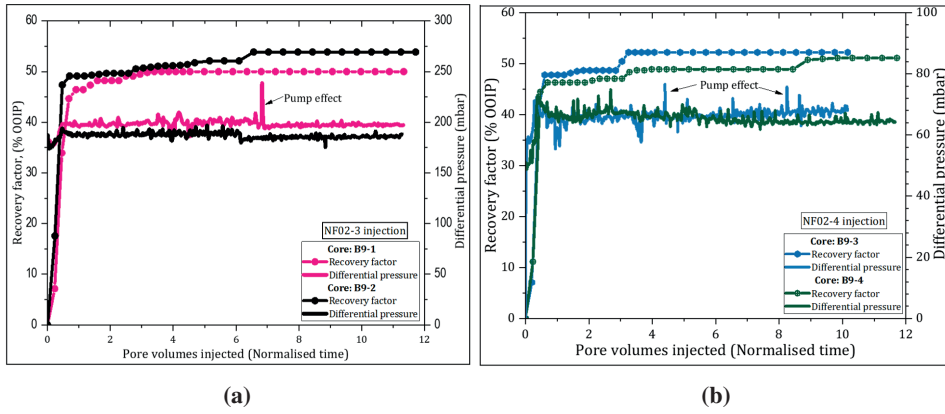 60
50
40
30
20
10
0
Recovery factor, (% OOIP)
300
250
200
150
100
50
0
Differential pressure (mbar)
Pump effect
NF02-3 injection
Core: B9-1
Recovery factor
Differential pressure
Core: B9-2
Recovery factor
Differential pressure
0 2 4 6 8 10 12
Pore volumes injected (Normalised time)
(a)
60
50
40
30
20
10
0
Recovery factor (% OOIP)
100
80
60
40
20
0
Differential pressure (mbar)
Pump effect
NF02-4 injection
Core: B9-3
Recovery factor
Differential pressure
Core: B9-4
Recovery factor
Differential pressure
0 2 4 6 8 10 12
Pore volumes injected (Normalised time)
(b)